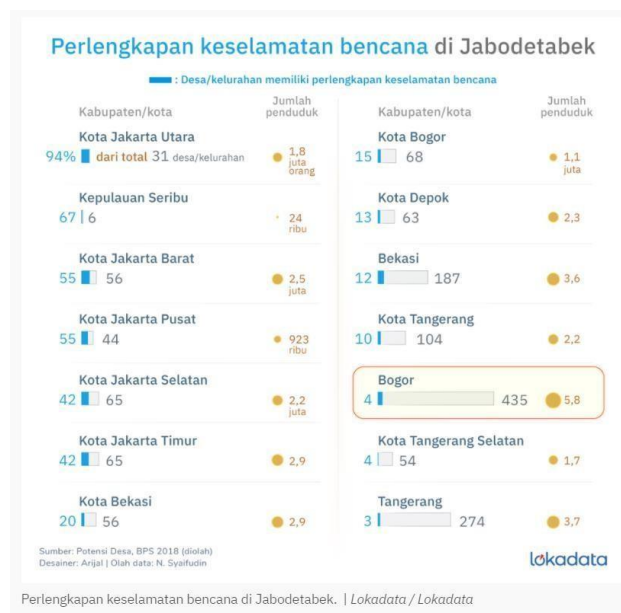 Perlengkapan keselamatan bencana di Jabodetabek
: Desa/kelurahan memiliki perlengkapan keselamatan bencana
Kabupaten/kota
Jumlah
penduduk
Kota Jakarta Utara
94% dari total 31 desa/kelurahan
1,8
juta
orang
Kepulauan Seribu
67 6
24
ribu
Kota Jakarta Barat
55 56
2,5
juta
Kota Jakarta Pusat
55 44
923
ribu
Kota Jakarta Selatan
42 65
2,2
juta
Kota Jakarta Timur
42 65
2,9
Kota Bekasi
20 56
2,9
Kabupaten/kota
Jumlah
penduduk
Kota Bogor
15 68
1,1
juta
Kota Depok
13 63
2,3
Bekasi
12 187
3,6
Kota Tangerang
10 104
2,2
Bogor
4 435
5,8
Kota Tangerang Selatan
4 54
1,7
Tangerang
3 274
3,7
Sumber: Potensi Desa, BPS 2018 (diolah)
Desainer: Arijal | Olah data: N. Syaifudin
lokadata
Perlengkapan keselamatan bencana di Jabodetabek. | Lokadata / Lokadata